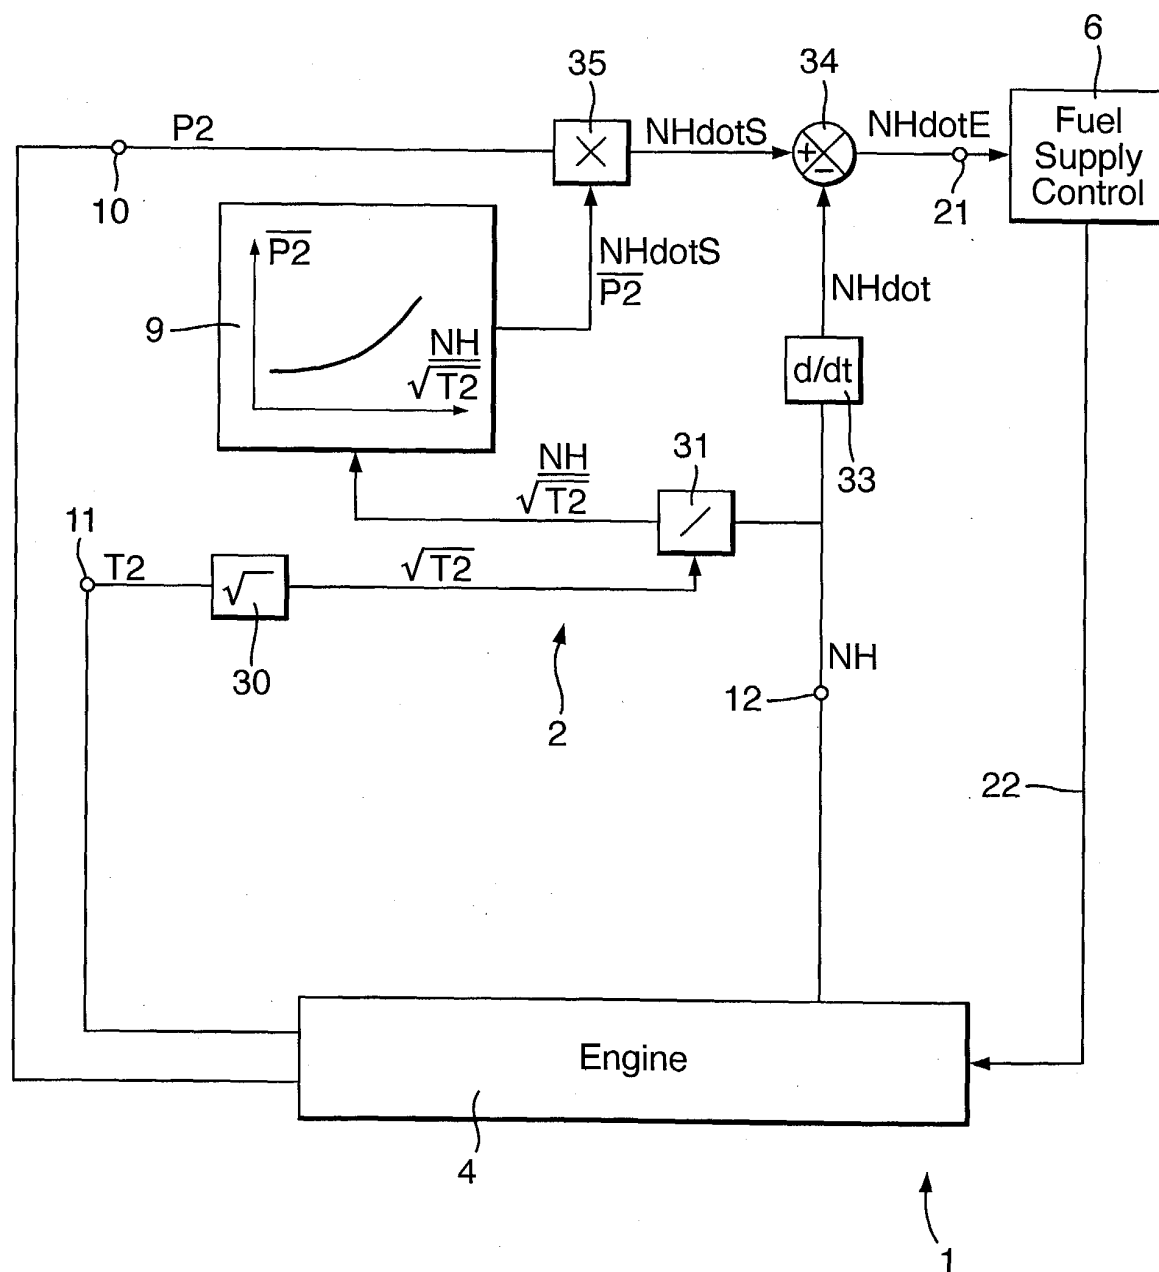 6
35
34
P2
NHdotS
NHdotE
Fuel
Supply
Control
×
+
−
10
21
P2
NHdotS
P2
NHdot
9
NH
√T2
d/dt
NH
√T2
31
33
/
11
T2
√
√T2
30
NH
12
2
22
Engine
4
1